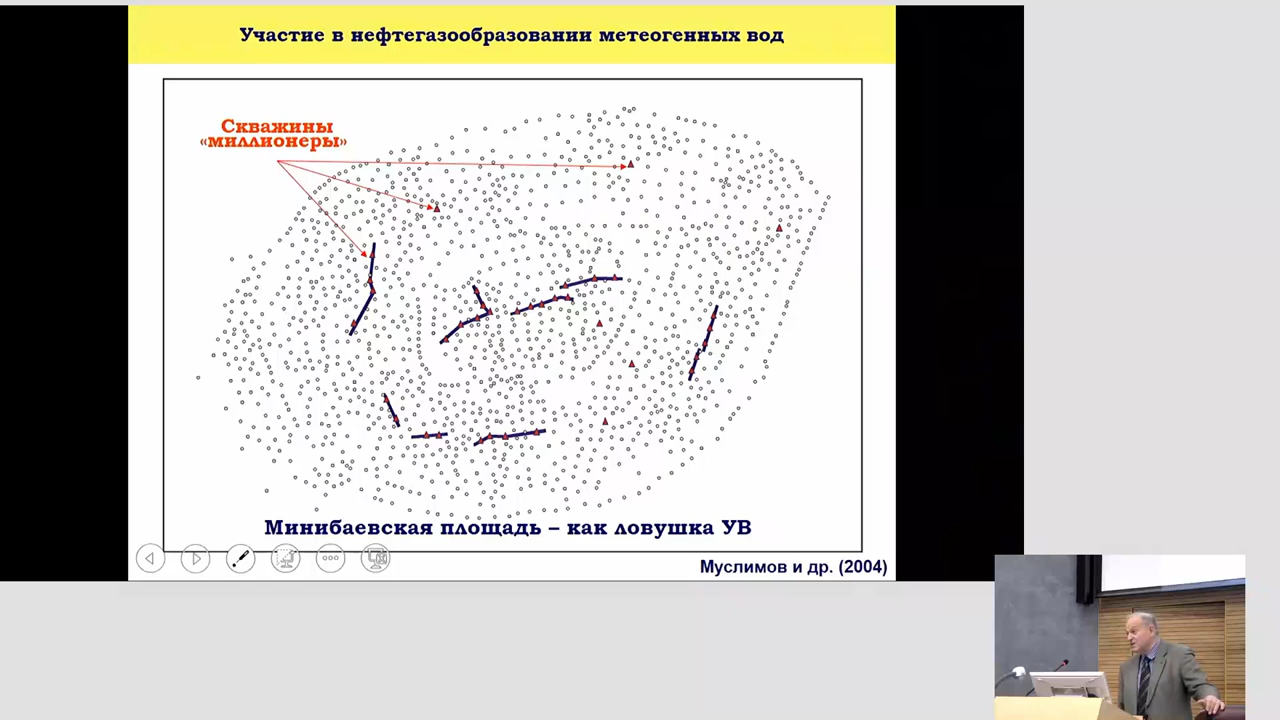 Участие в нефтегазообразовании метеогенных вод
Скважины
«миллионеры»
Минибаевская площадь – как ловушка УВ
Муслимов и др. (2004)